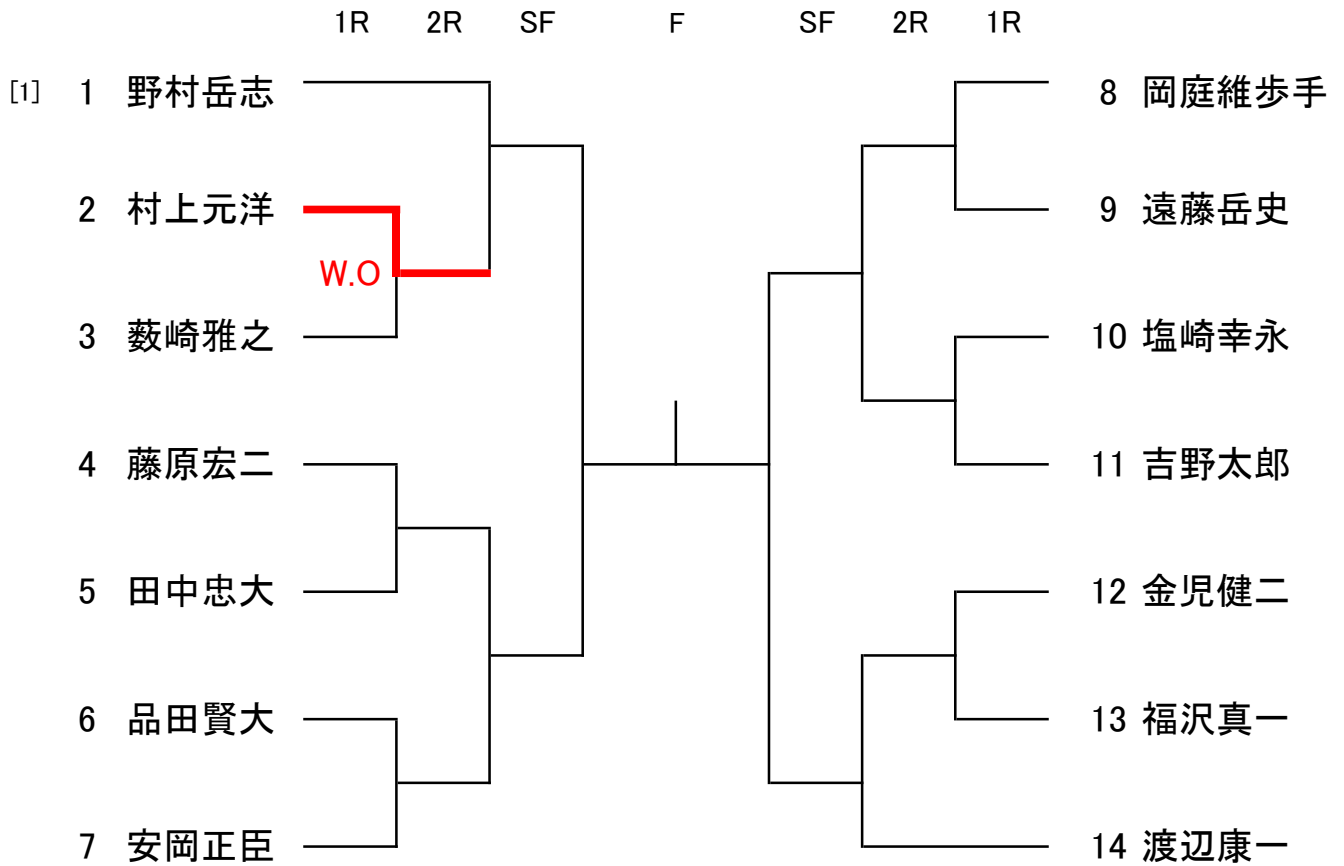 1R 2R SF F SF 2R 1R
[1] 1 野村岳志
8 岡庭維歩手
2 村上元洋
9 遠藤岳史
W.O
3 薮崎雅之
10 塩崎幸永
4 藤原宏二
11 吉野太郎
5 田中忠大
12 金児健二
6 品田賢大
13 福沢真一
7 安岡正臣
14 渡辺康一